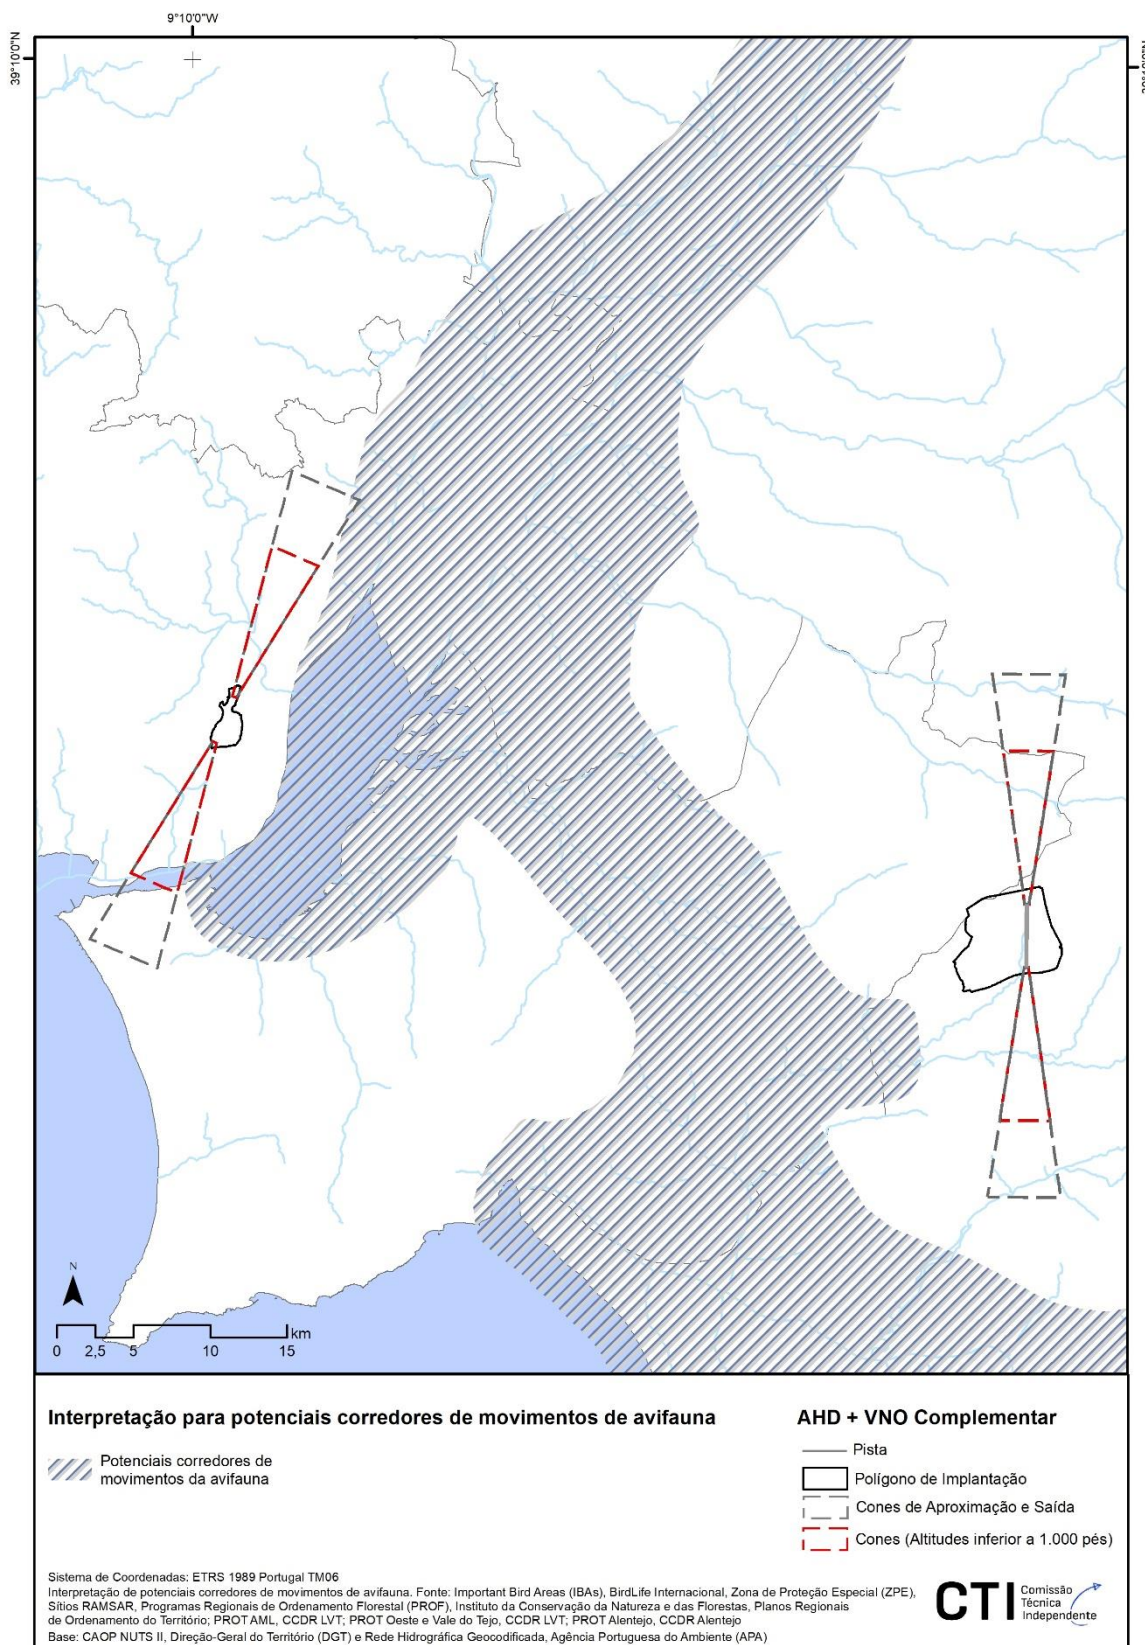 9°10'0"W
39°10'0"N
N
km
0 2,5 5 10 15
Interpretação para potenciais corredores de movimentos de avifauna
Potenciais corredores de
movimentos da avifauna
AHD + VNO Complementar
Pista
Polígono de Implantação
Cones de Aproximação e Saída
Cones (Altitudes inferior a 1.000 pés)
Sistema de Coordenadas: ETRS 1989 Portugal TM06
Interpretação de potenciais corredores de movimentos de avifauna. Fonte: Important Bird Areas (IBAs), BirdLife Internacional, Zona de Proteção Especial (ZPE),
Sítios RAMSAR, Programas Regionais de Ordenamento Florestal (PROF), Instituto da Conservação da Natureza e das Florestas, Planos Regionais
de Ordenamento do Território; PROT AML, CCDR LVT; PROT Oeste e Vale do Tejo, CCDR LVT; PROT Alentejo, CCDR Alentejo
Base: CAOP NUTS II, Direção-Geral do Território (DGT) e Rede Hidrográfica Geocodificada, Agência Portuguesa do Ambiente (APA)
CTI
Comissão
Técnica
Independente